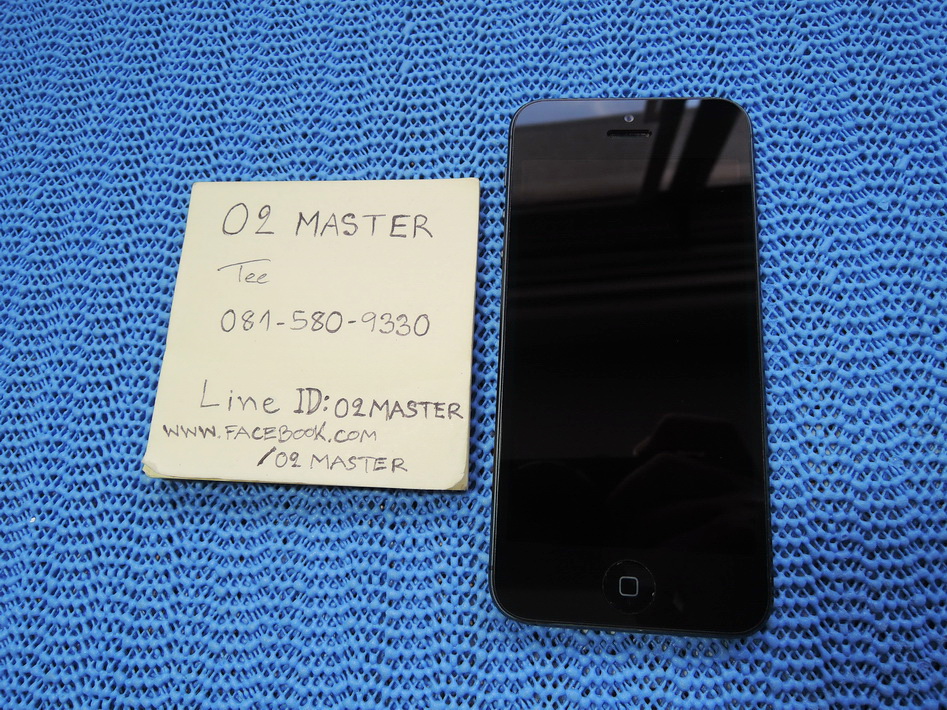 O2 MASTER
Tee
081-580-9330
Line ID: O2MASTER
WWW.FACEBOOK.COM
/O2 MASTER